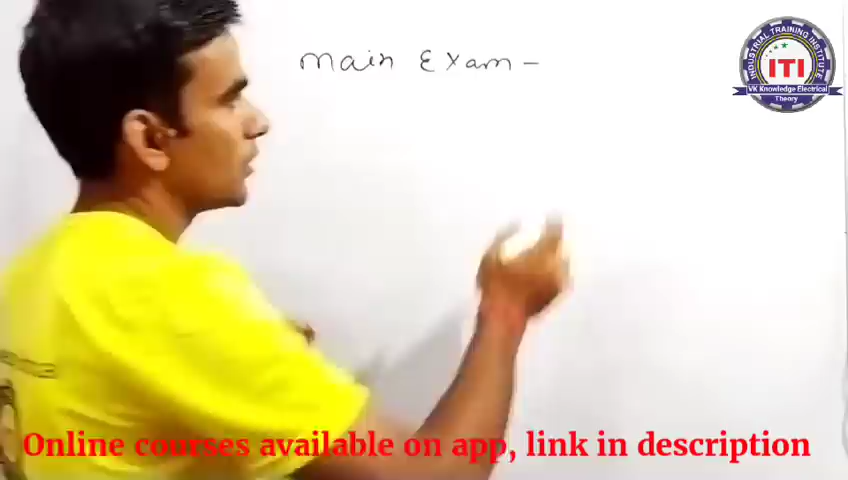 Main Exam -
INDUSTRIAL TRAINING INSTITUTE
ITI
VK Knowledge Electrical
Theory
Online courses available on app, link in description